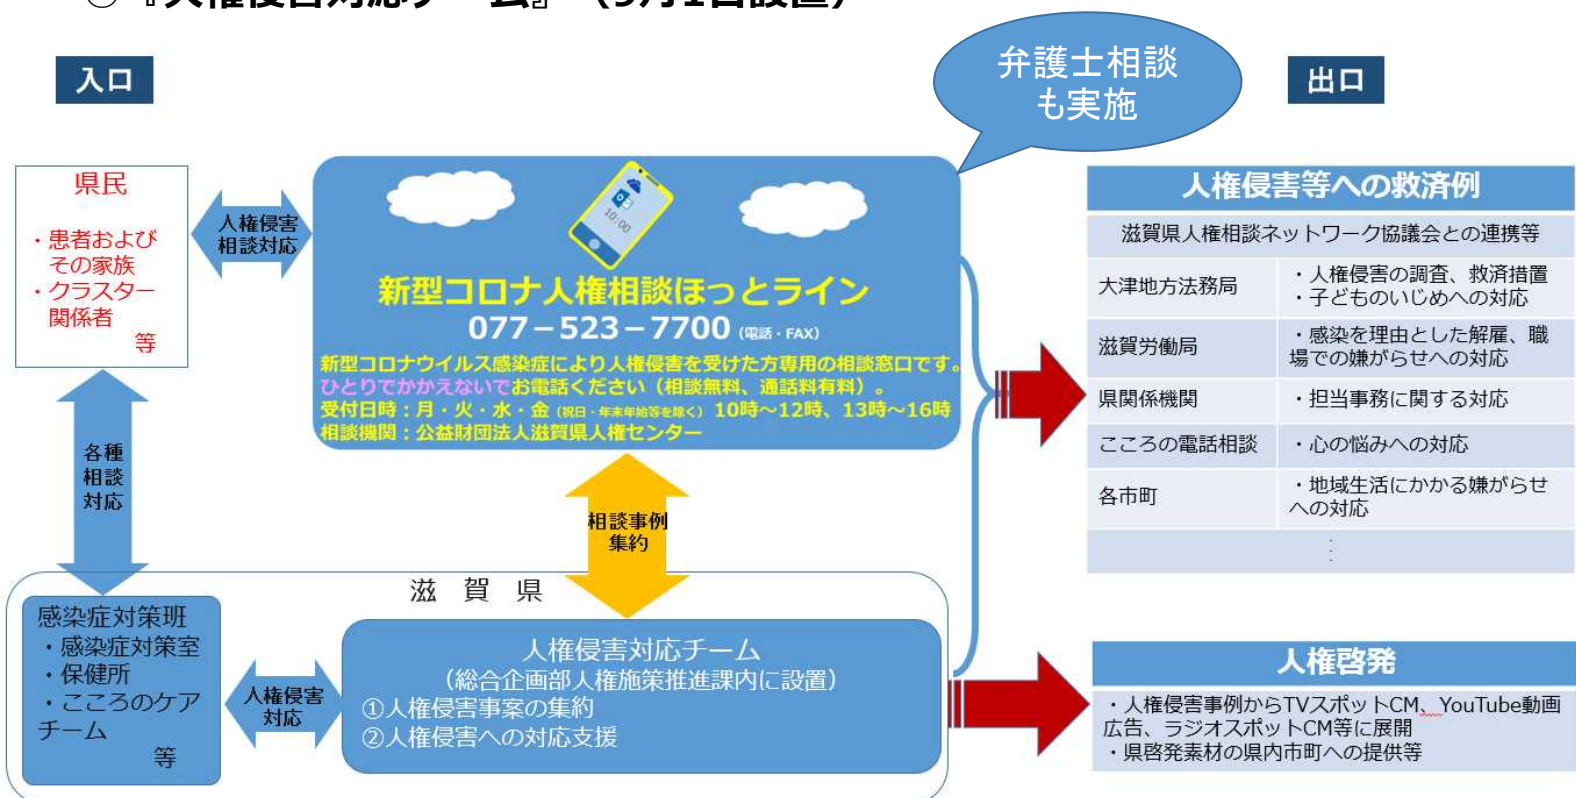 『人権侵害対応チーム』
入口
弁護士相談
も実施
出口
県民
・患者および
その家族
・クラスター
関係者
等
人権侵害
相談対応
10:00
新型コロナ人権相談ほっとライン
077-523-7700（電話・FAX）
新型コロナウイルス感染症により人権侵害を受けた方専用の相談窓口です。
ひとりでかかえないでお電話ください（相談無料、通話料有料）。
受付日時：月・火・水・金（祝日・年末年始等を除く）10時～12時、13時～16時
相談機関：公益財団法人滋賀県人権センター
人権侵害等への救済例
滋賀県人権相談ネットワーク協議会との連携等
大津地方法務局
・人権侵害の調査、救済措置
・子どものいじめへの対応
滋賀労働局
・感染を理由とした解雇、職
場での嫌がらせへの対応
県関係機関
・担当事務に関する対応
こころの電話相談
・心の悩みへの対応
各市町
・地域生活にかかる嫌がらせ
への対応
⋮
各種
相談
対応
相談事例
集約
滋　賀　県
感染症対策班
・感染症対策室
・保健所
・こころのケア
チーム
等
人権侵害
対応
人権侵害対応チーム
（総合企画部人権施策推進課内に設置）
①人権侵害事案の集約
②人権侵害への対応支援
人権啓発
・人権侵害事例からTVスポットCM、YouTube動画
広告、ラジオスポットCM等に展開
・県啓発素材の県内市町への提供等